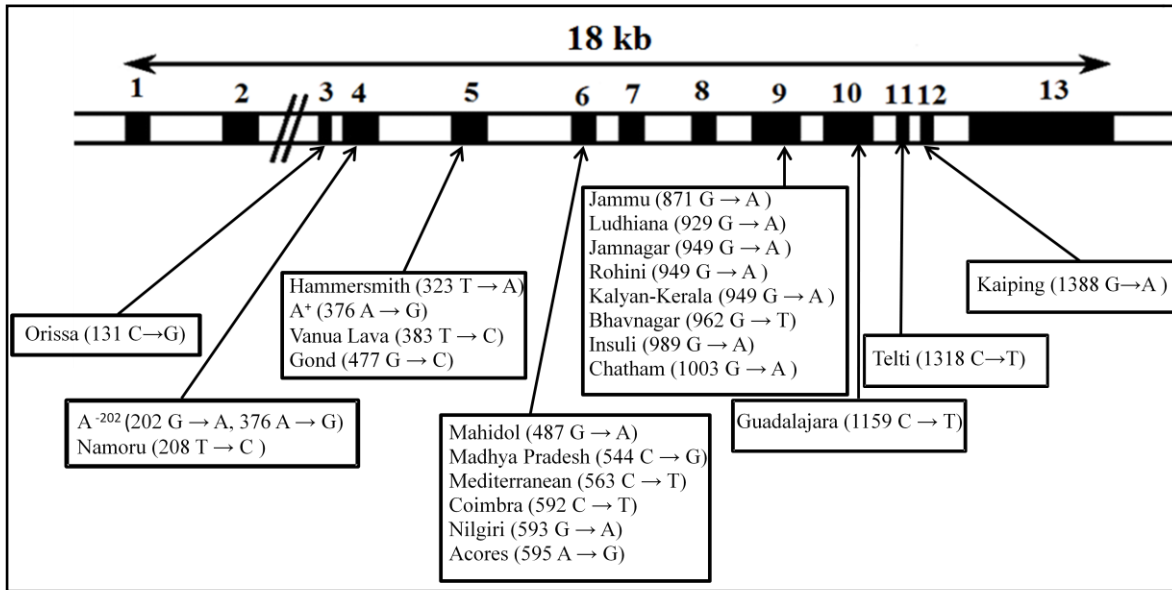 18 kb
1 2 3 4 5 6 7 8 9 10 11 12 13
Orissa (131 C→G)
A⁻²⁰² (202 G → A, 376 A → G)
Namoru (208 T → C )
Hammersmith (323 T → A)
A⁺ (376 A → G)
Vanua Lava (383 T → C)
Gond (477 G → C)
Mahidol (487 G → A)
Madhya Pradesh (544 C → G)
Mediterranean (563 C → T)
Coimbra (592 C → T)
Nilgiri (593 G → A)
Acores (595 A → G)
Jammu (871 G → A )
Ludhiana (929 G → A)
Jamnagar (949 G → A )
Rohini (949 G → A)
Kalyan-Kerala (949 G → A )
Bhavnagar (962 G → T)
Insuli (989 G → A)
Chatham (1003 G → A )
Guadalajara (1159 C → T)
Telti (1318 C→T)
Kaiping (1388 G→A )